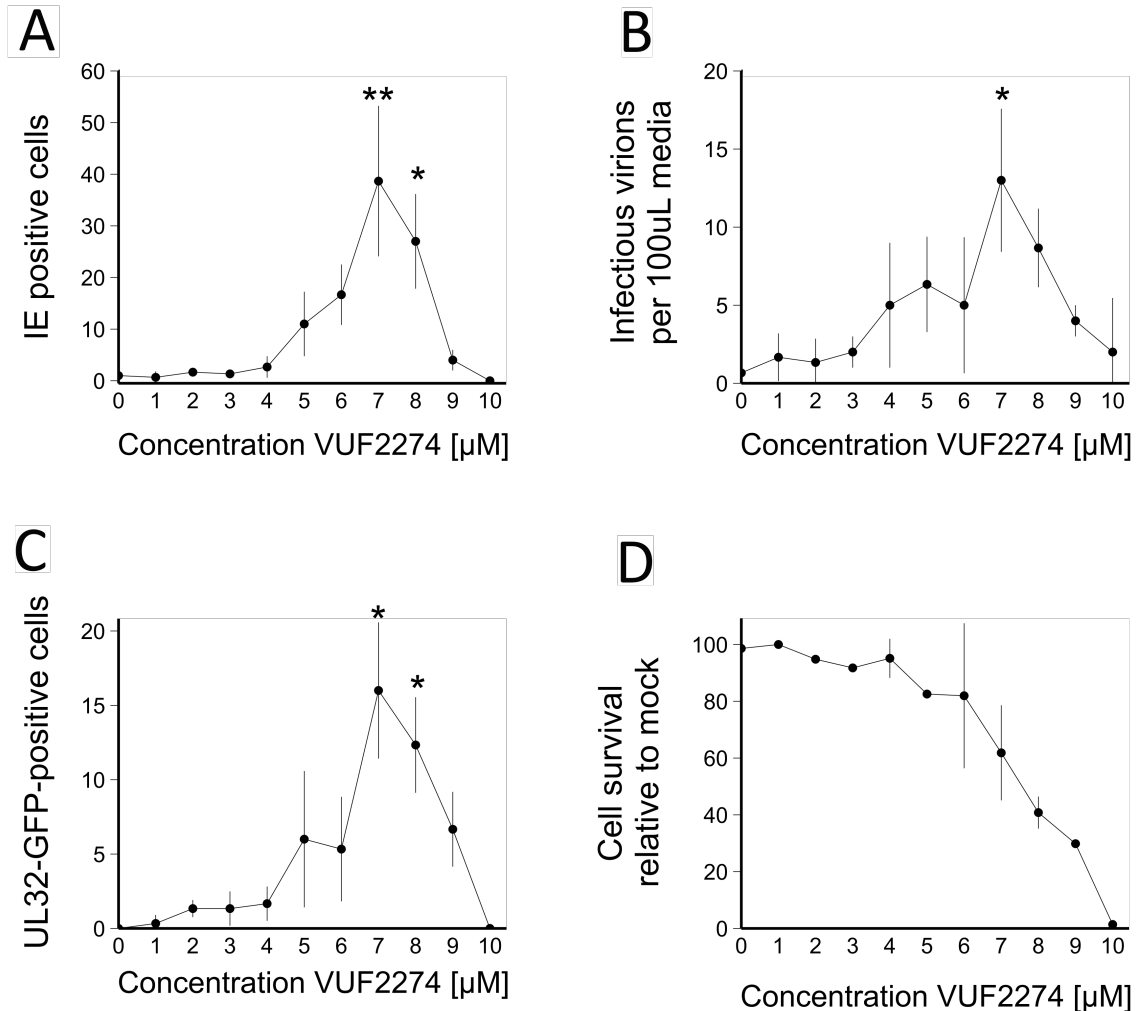 A
IE positive cells
60
50
40
30
20
10
0
** 
*
0 1 2 3 4 5 6 7 8 9 10
Concentration VUF2274 [µM]
B
Infectious virions
per 100uL media
20
15
10
5
0
*
0 1 2 3 4 5 6 7 8 9 10
Concentration VUF2274 [µM]
C
UL32-GFP-positive cells
20
15
10
5
0
*
*
0 1 2 3 4 5 6 7 8 9 10
Concentration VUF2274 [µM]
D
Cell survival
relative to mock
100
80
60
40
20
0
0 1 2 3 4 5 6 7 8 9 10
Concentration VUF2274 [µM]